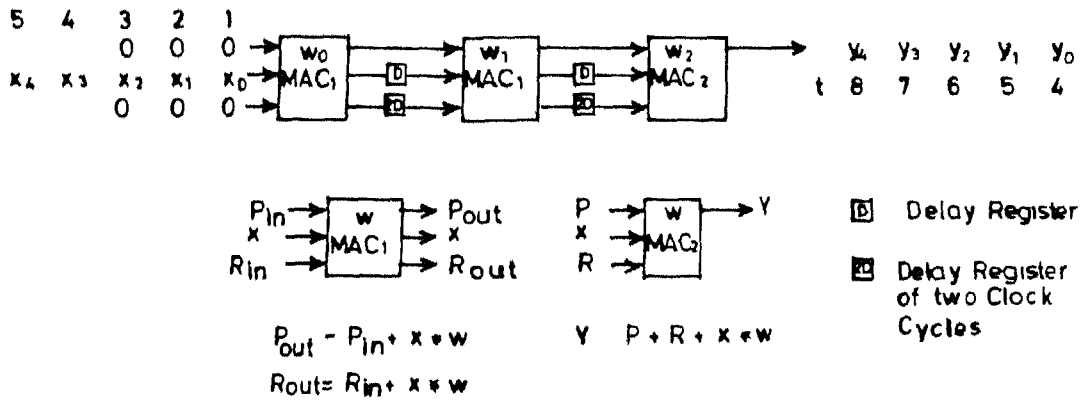 5 4 3 2 1
0 0 0
x4 x3 x2 x1 x0
0 0 0
w0
MAC1
D
2D
w1
MAC1
D
2D
w2
MAC2
y4 y3 y2 y1 y0
t 8 7 6 5 4
Pin
x
Rin
w
MAC1
Pout
x
Rout
P
x
R
w
MAC2
Y
D Delay Register
2D Delay Register
of two Clock
Cycles
Pout - Pin + x * w
Rout = Rin + x * w
Y P + R + x * w